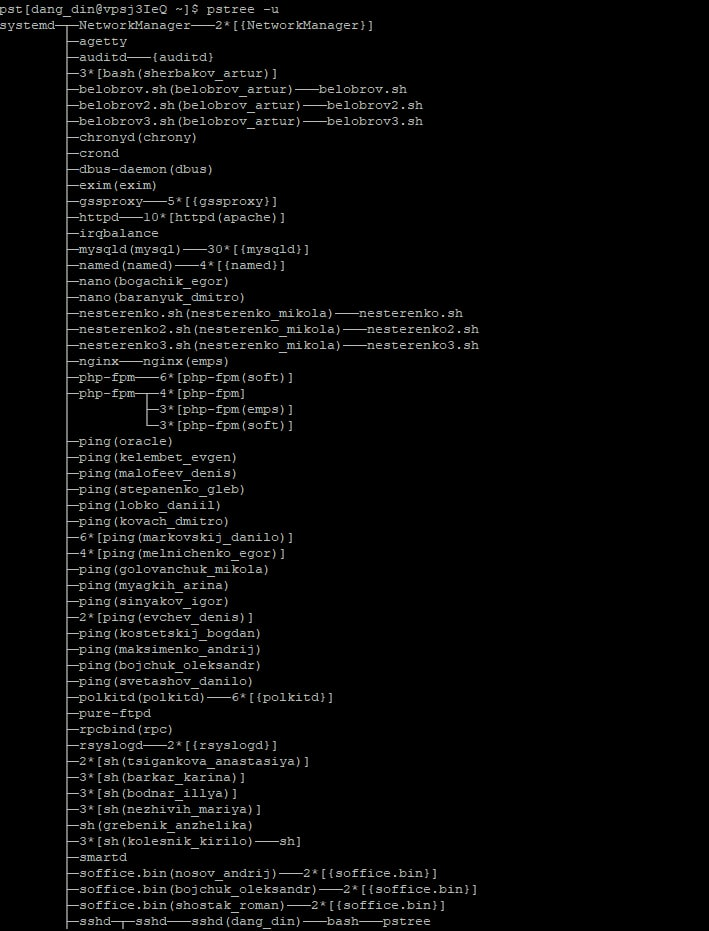 pst[dang_din@vpsj3IeQ ~]$ pstree -u
systemd─┬─NetworkManager───2*[{NetworkManager}]
        ├─agetty
        ├─auditd───{auditd}
        ├─3*[bash(sherbakov_artur)]
        ├─belobrov.sh(belobrov_artur)───belobrov.sh
        ├─belobrov2.sh(belobrov_artur)───belobrov2.sh
        ├─belobrov3.sh(belobrov_artur)───belobrov3.sh
        ├─chronyd(chrony)
        ├─crond
        ├─dbus-daemon(dbus)
        ├─exim(exim)
        ├─gssproxy───5*[{gssproxy}]
        ├─httpd───10*[httpd(apache)]
        ├─irqbalance
        ├─mysqld(mysql)───30*[{mysqld}]
        ├─named(named)───4*[{named}]
        ├─nano(bogachik_egor)
        ├─nano(baranyuk_dmitro)
        ├─nesterenko.sh(nesterenko_mikola)───nesterenko.sh
        ├─nesterenko2.sh(nesterenko_mikola)───nesterenko2.sh
        ├─nesterenko3.sh(nesterenko_mikola)───nesterenko3.sh
        ├─nginx───nginx(emps)
        ├─php-fpm───6*[php-fpm(soft)]
        ├─php-fpm─┬─4*[php-fpm]
        │         ├─3*[php-fpm(emps)]
        │         └─3*[php-fpm(soft)]
        ├─ping(oracle)
        ├─ping(kelembet_evgen)
        ├─ping(malofeev_denis)
        ├─ping(stepanenko_gleb)
        ├─ping(lobko_daniil)
        ├─ping(kovach_dmitro)
        ├─6*[ping(markovskij_danilo)]
        ├─4*[ping(melnichenko_egor)]
        ├─ping(golovanchuk_mikola)
        ├─ping(myagkih_arina)
        ├─ping(sinyakov_igor)
        ├─2*[ping(evchev_denis)]
        ├─ping(kostetskij_bogdan)
        ├─ping(maksimenko_andrij)
        ├─ping(bojchuk_oleksandr)
        ├─ping(svetashov_danilo)
        ├─polkitd(polkitd)───6*[{polkitd}]
        ├─pure-ftpd
        ├─rpcbind(rpc)
        ├─rsyslogd───2*[{rsyslogd}]
        ├─2*[sh(tsigankova_anastasiya)]
        ├─3*[sh(barkar_karina)]
        ├─3*[sh(bodnar_illya)]
        ├─3*[sh(nezhivih_mariya)]
        ├─sh(grebenik_anzhelika)
        ├─3*[sh(kolesnik_kirilo)───sh]
        ├─smartd
        ├─soffice.bin(nosov_andrij)───2*[{soffice.bin}]
        ├─soffice.bin(bojchuk_oleksandr)───2*[{soffice.bin}]
        ├─soffice.bin(shostak_roman)───2*[{soffice.bin}]
        ├─sshd─┬─sshd───sshd(dang_din)───bash───pstree